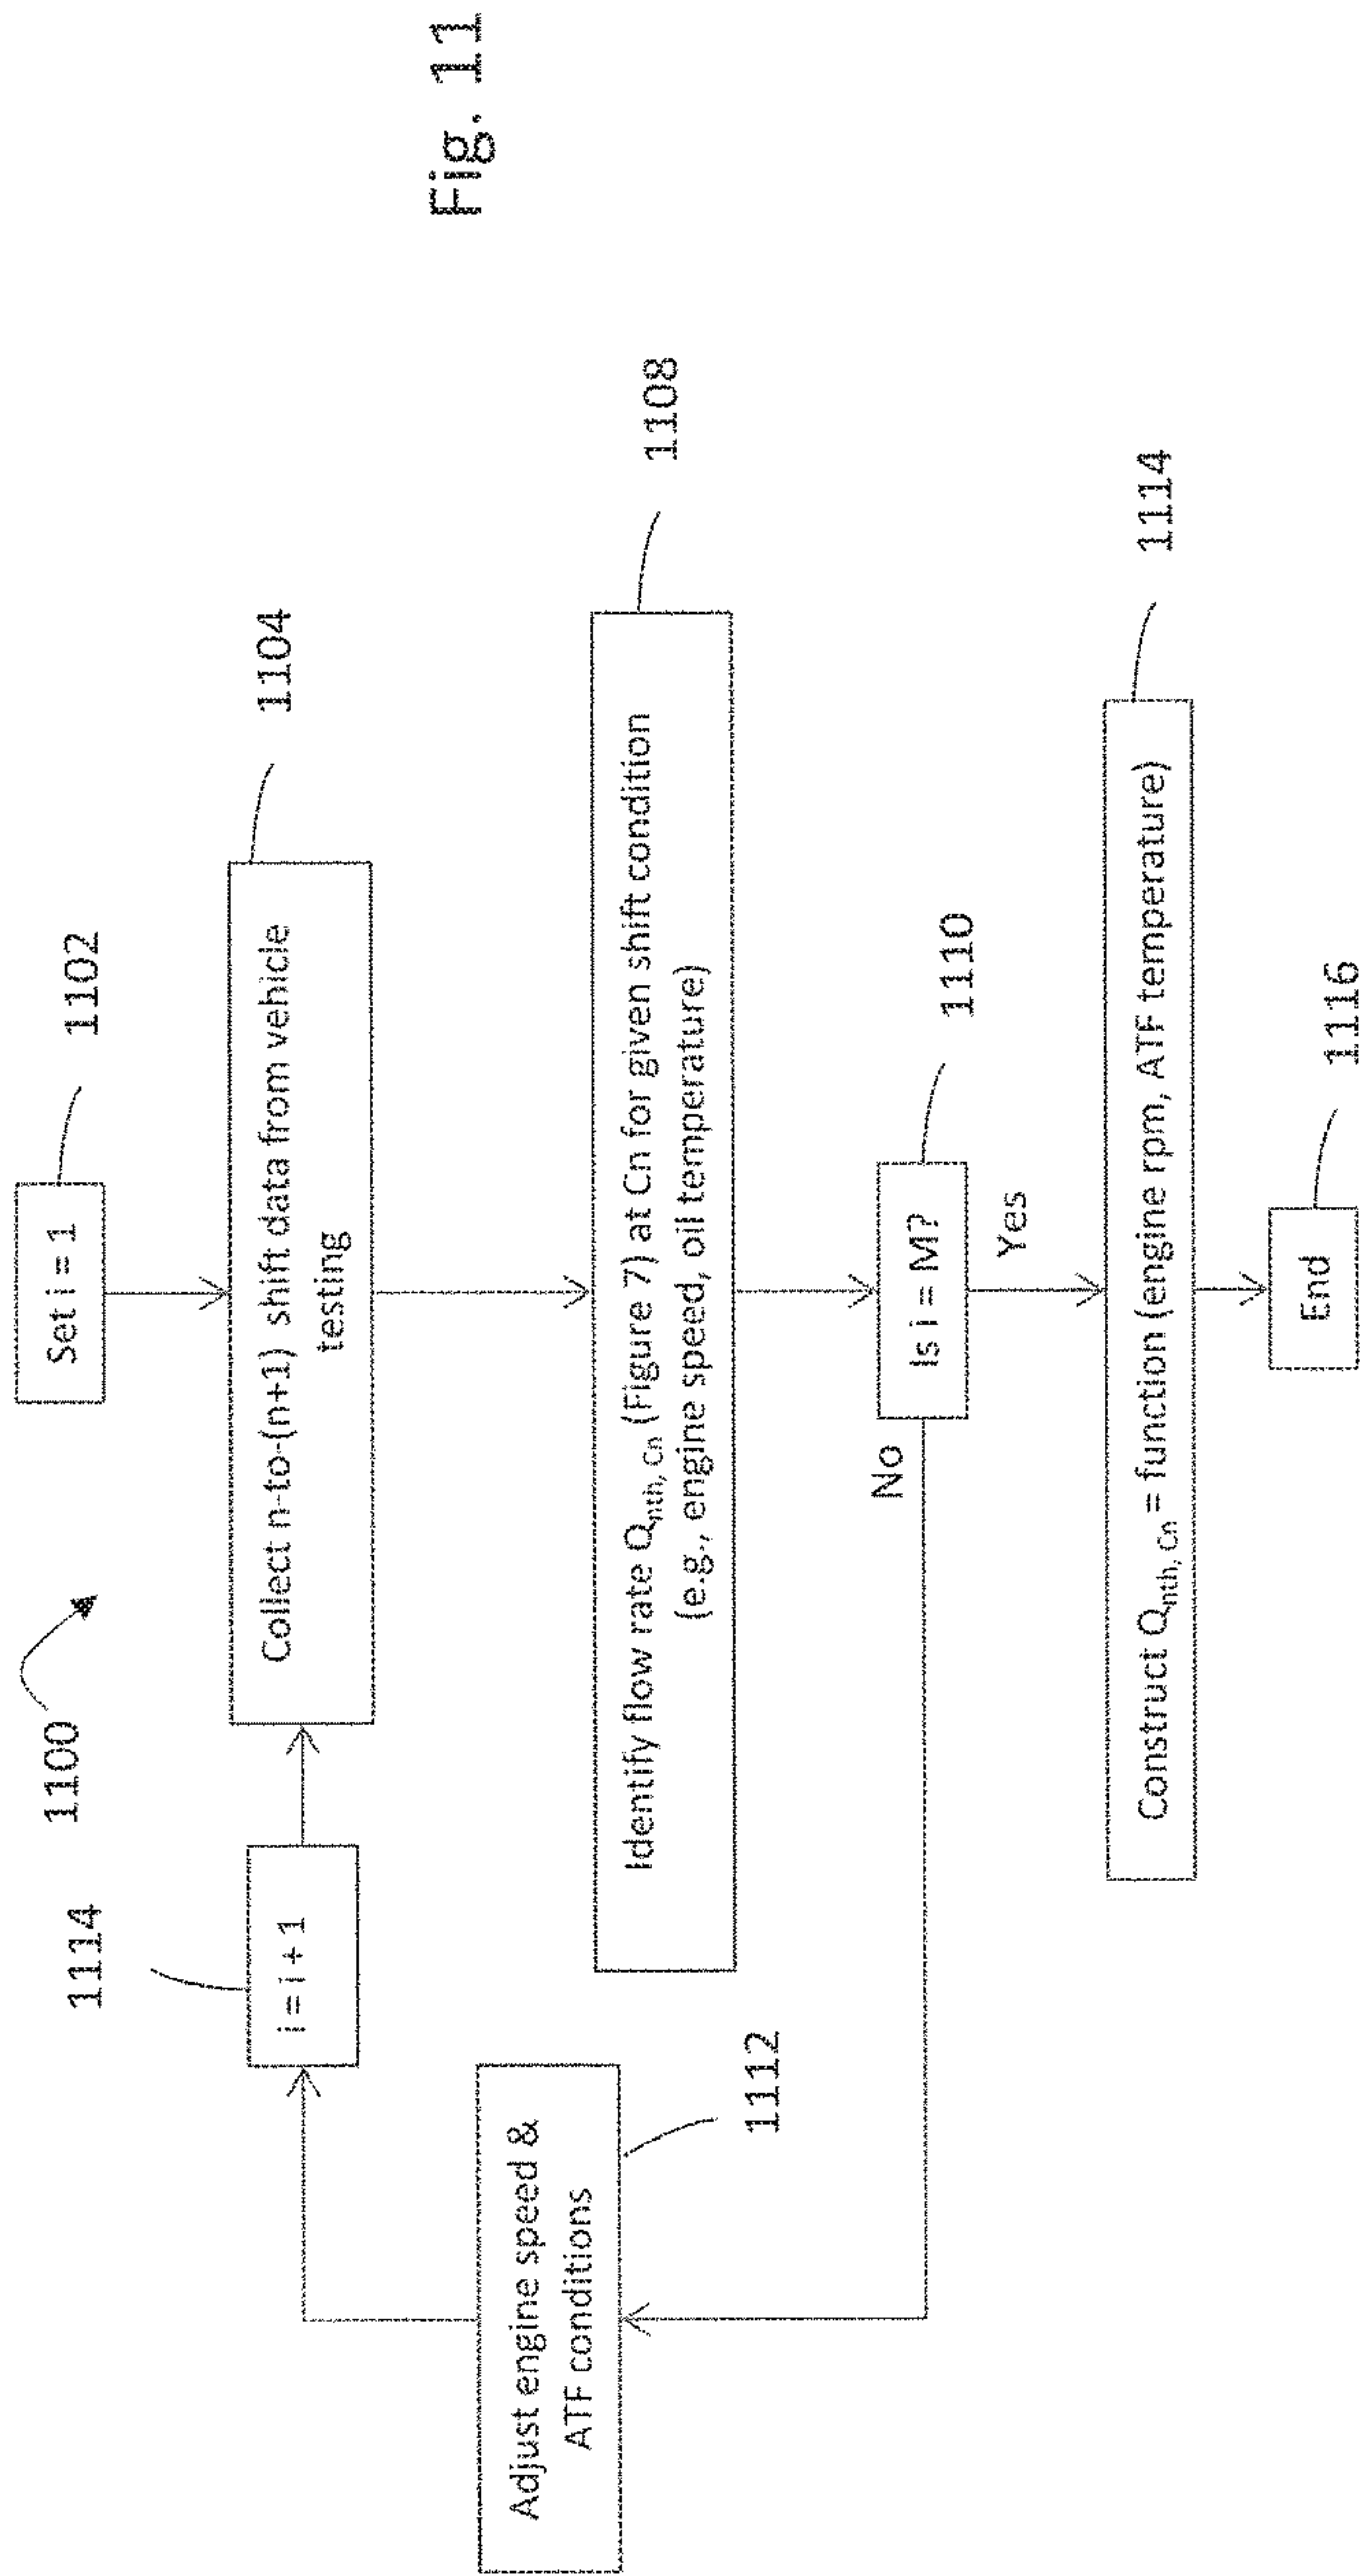 Fig. 11
1100
Set i = 1
1102
Collect n-to-(n+1) shift data from vehicle
testing
1104
i = i + 1
1114
Identify flow rate Qnth, Cn (Figure 7) at Cn for given shift condition
(e.g., engine speed, oil temperature)
1108
Adjust engine speed &
ATF conditions
1112
Is i = M?
1110
No
Yes
Construct Qnth, Cn = function (engine rpm, ATF temperature)
1114
End
1116